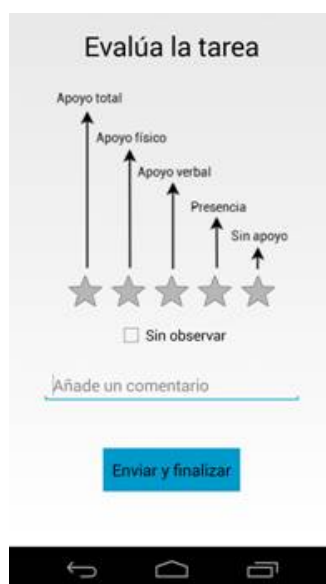 Evalúa la tarea
Apoyo total
Apoyo físico
Apoyo verbal
Presencia
Sin apoyo
Sin observar
Añade un comentario
Enviar y finalizar